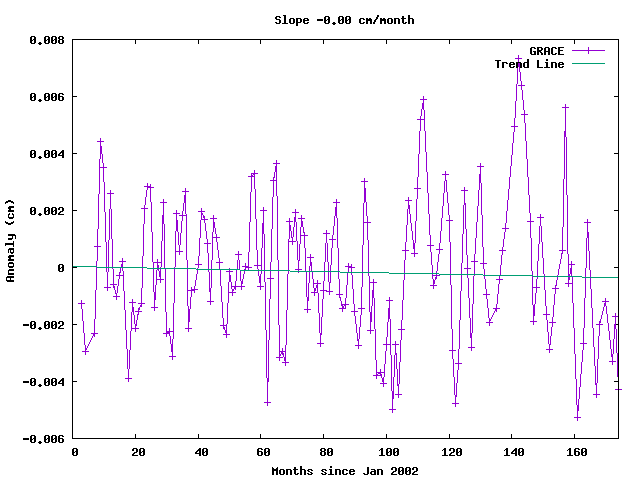 Slope -0.00 cm/month
0.008
0.006
0.004
0.002
0
-0.002
-0.004
-0.006
Anomaly (cm)
GRACE
Trend Line
0 20 40 60 80 100 120 140 160
Months since Jan 2002